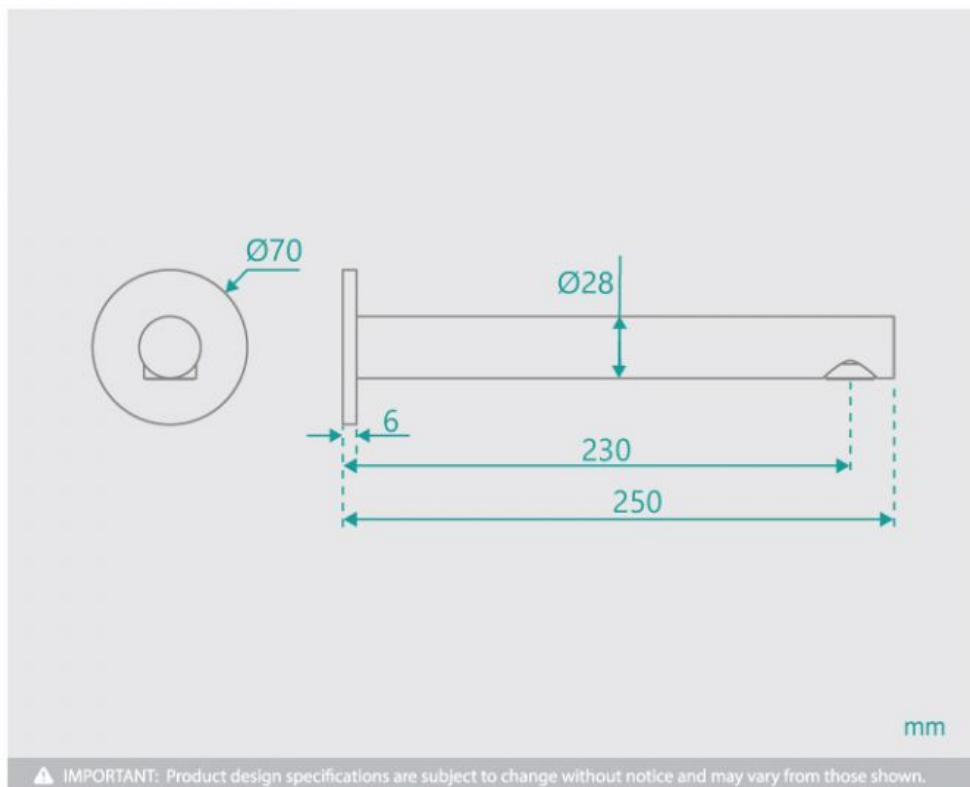 Ø70
Ø28
6
230
250
mm
IMPORTANT: Product design specifications are subject to change without notice and may vary from those shown.